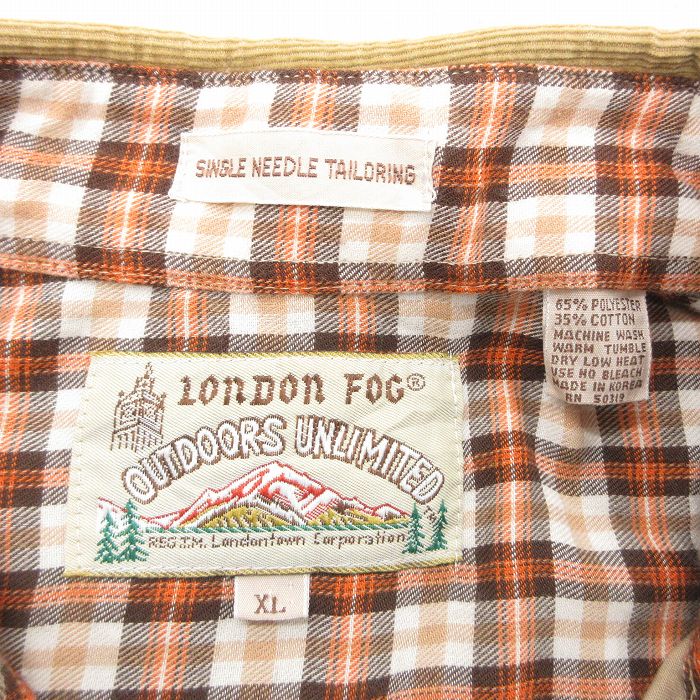 SINGLE NEEDLE TAILORING
65% POLYESTER
35% COTTON
MACHINE WASH
WARM TUMBLE
DRY LOW HEAT
USE NO BLEACH
MADE IN KOREA
RN 50319
LONDON FOG®
OUTDOORS UNLIMITED™
REG.T.M. Londontown Corporation
XL